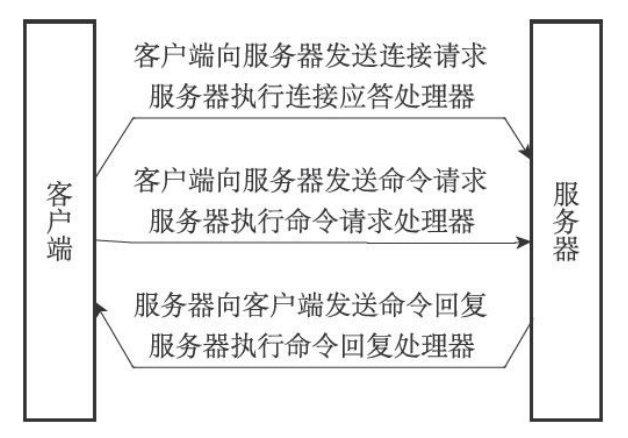 客户端向服务器发送连接请求
服务器执行连接应答处理器
客户端
客户端向服务器发送命令请求
服务器执行命令请求处理器
服务器
服务器向客户端发送命令回复
服务器执行命令回复处理器